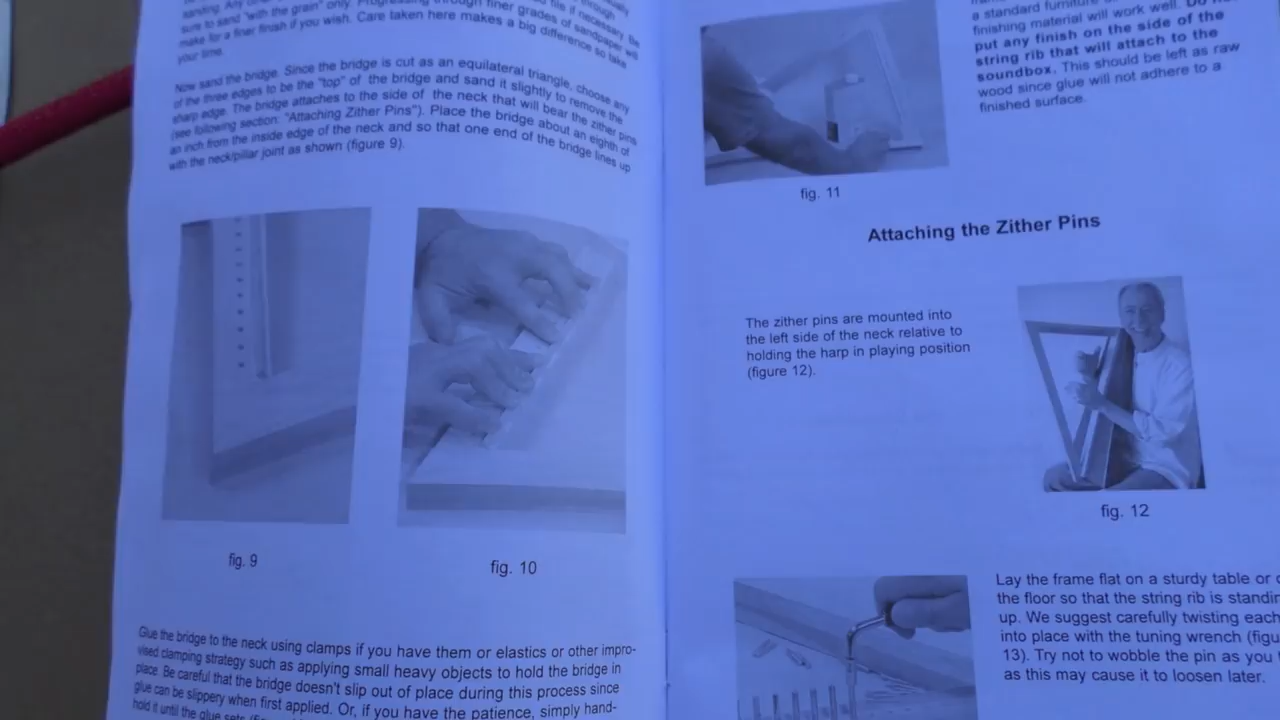 sanding. Any
sure to sand "with the grain" only. Progressing through finer grades of sandpaper will
make for a finer finish if you wish. Care taken here makes a big difference so take
your time.
Now sand the bridge. Since the bridge is cut as an equilateral triangle, choose any
of the three edges to be the "top" of the bridge and sand it slightly to remove the
sharp edge. The bridge attaches to the side of the neck that will bear the zither pins
(see following section: "Attaching Zither Pins"). Place the bridge about an eighth of
an inch from the inside edge of the neck and so that one end of the bridge lines up
with the neck/pillar joint as shown (figure 9).
fig. 9
fig. 10
Glue the bridge to the neck using clamps if you have them or elastics or other impro-
vised clamping strategy such as applying small heavy objects to hold the bridge in
place. Be careful that the bridge doesn't slip out of place during this process since
glue can be slippery when first applied. Or, if you have the patience, simply hand-
hold it until the glue sets
a standard furniture
finishing material will work well. Do
put any finish on the side of the
string rib that will attach to the
soundbox. This should be left as raw
wood since glue will not adhere to a
finished surface.
fig. 11
Attaching the Zither Pins
The zither pins are mounted into
the left side of the neck relative to
holding the harp in playing position
(figure 12).
fig. 12
Lay the frame flat on a sturdy table or
the floor so that the string rib is standin
up. We suggest carefully twisting each
into place with the tuning wrench (figu
13). Try not to wobble the pin as you
as this may cause it to loosen later.